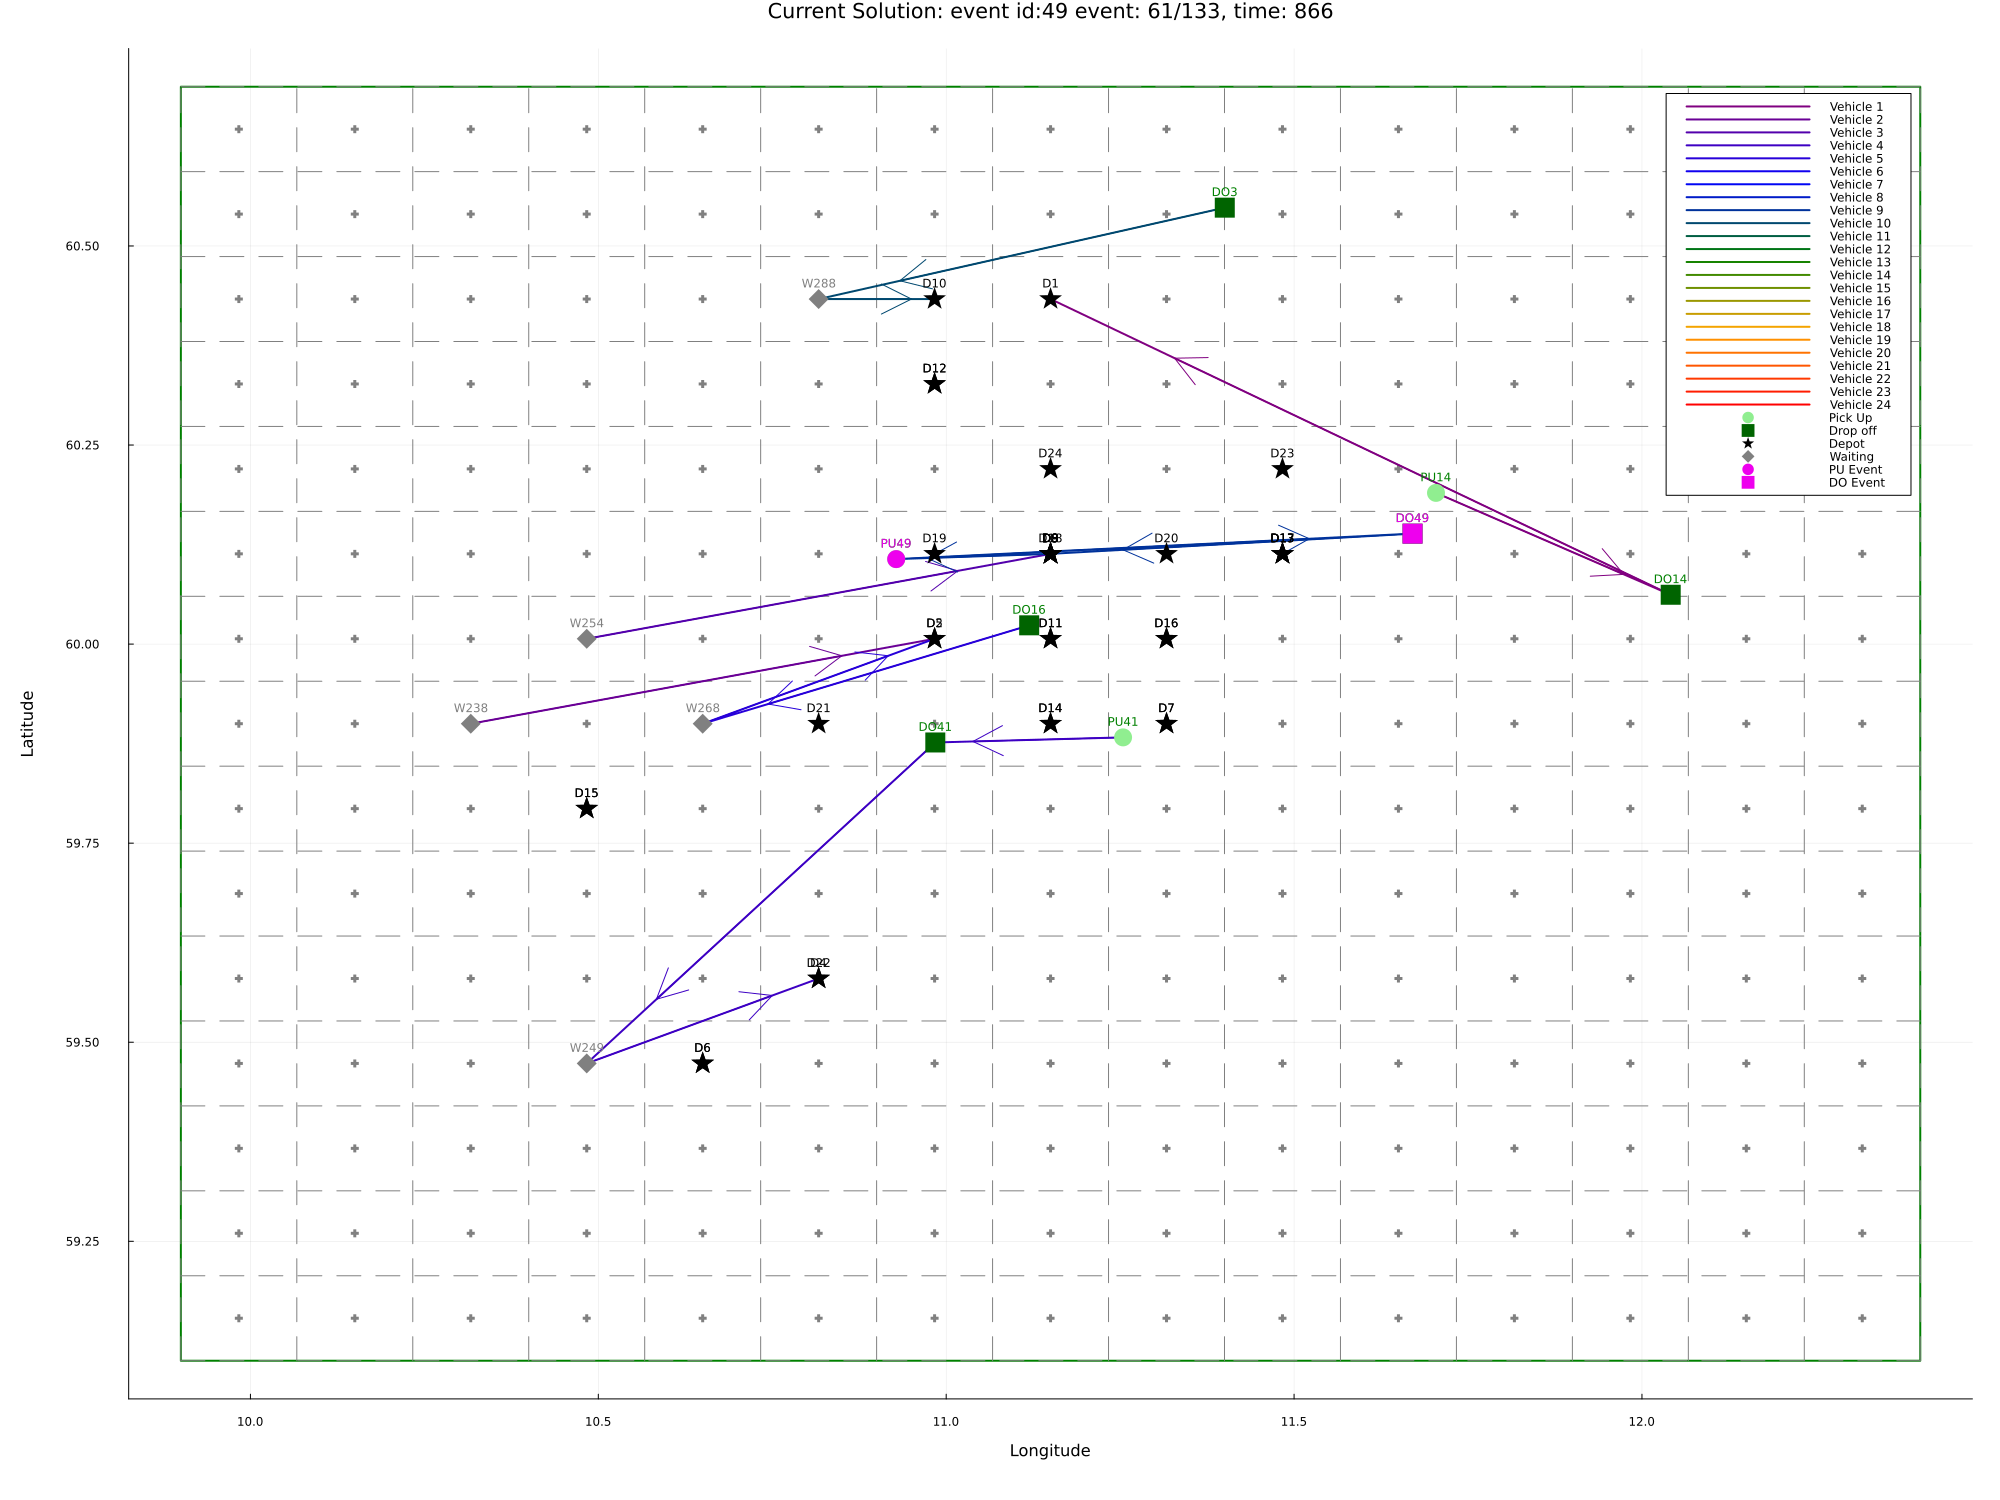 Current Solution: event id:49 event: 61/133, time: 866
Vehicle 1
Vehicle 2
Vehicle 3
Vehicle 4
Vehicle 5
Vehicle 6
Vehicle 7
Vehicle 8
Vehicle 9
Vehicle 10
Vehicle 11
Vehicle 12
Vehicle 13
Vehicle 14
Vehicle 15
Vehicle 16
Vehicle 17
Vehicle 18
Vehicle 19
Vehicle 20
Vehicle 21
Vehicle 22
Vehicle 23
Vehicle 24
Pick Up
Drop off
Depot
Waiting
PU Event
DO Event
DO3
W288
D10
D1
D12
D24
D23
PU14
DO49
PU49
D19
D20
DO14
DO16
W254
D11
D16
W238
W268
D21
DO41
D14
PU41
D7
D15
W249
D6
60.50
60.25
60.00
59.75
59.50
59.25
10.0
10.5
11.0
11.5
12.0
Longitude
Latitude